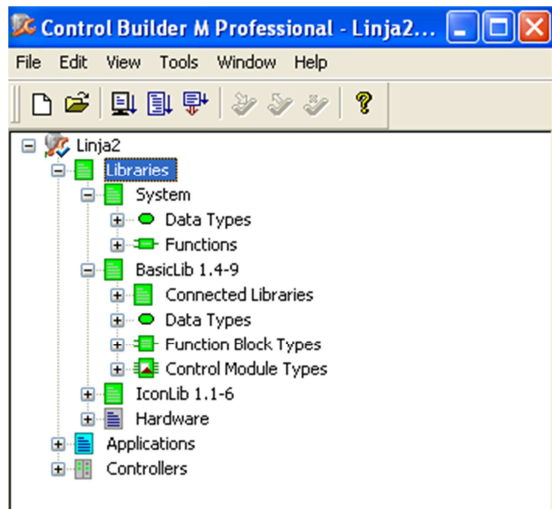 Control Builder M Professional - Linja2...
File Edit View Tools Window Help
Linja2
Libraries
System
Data Types
Functions
BasicLib 1.4-9
Connected Libraries
Data Types
Function Block Types
Control Module Types
IconLib 1.1-6
Hardware
Applications
Controllers